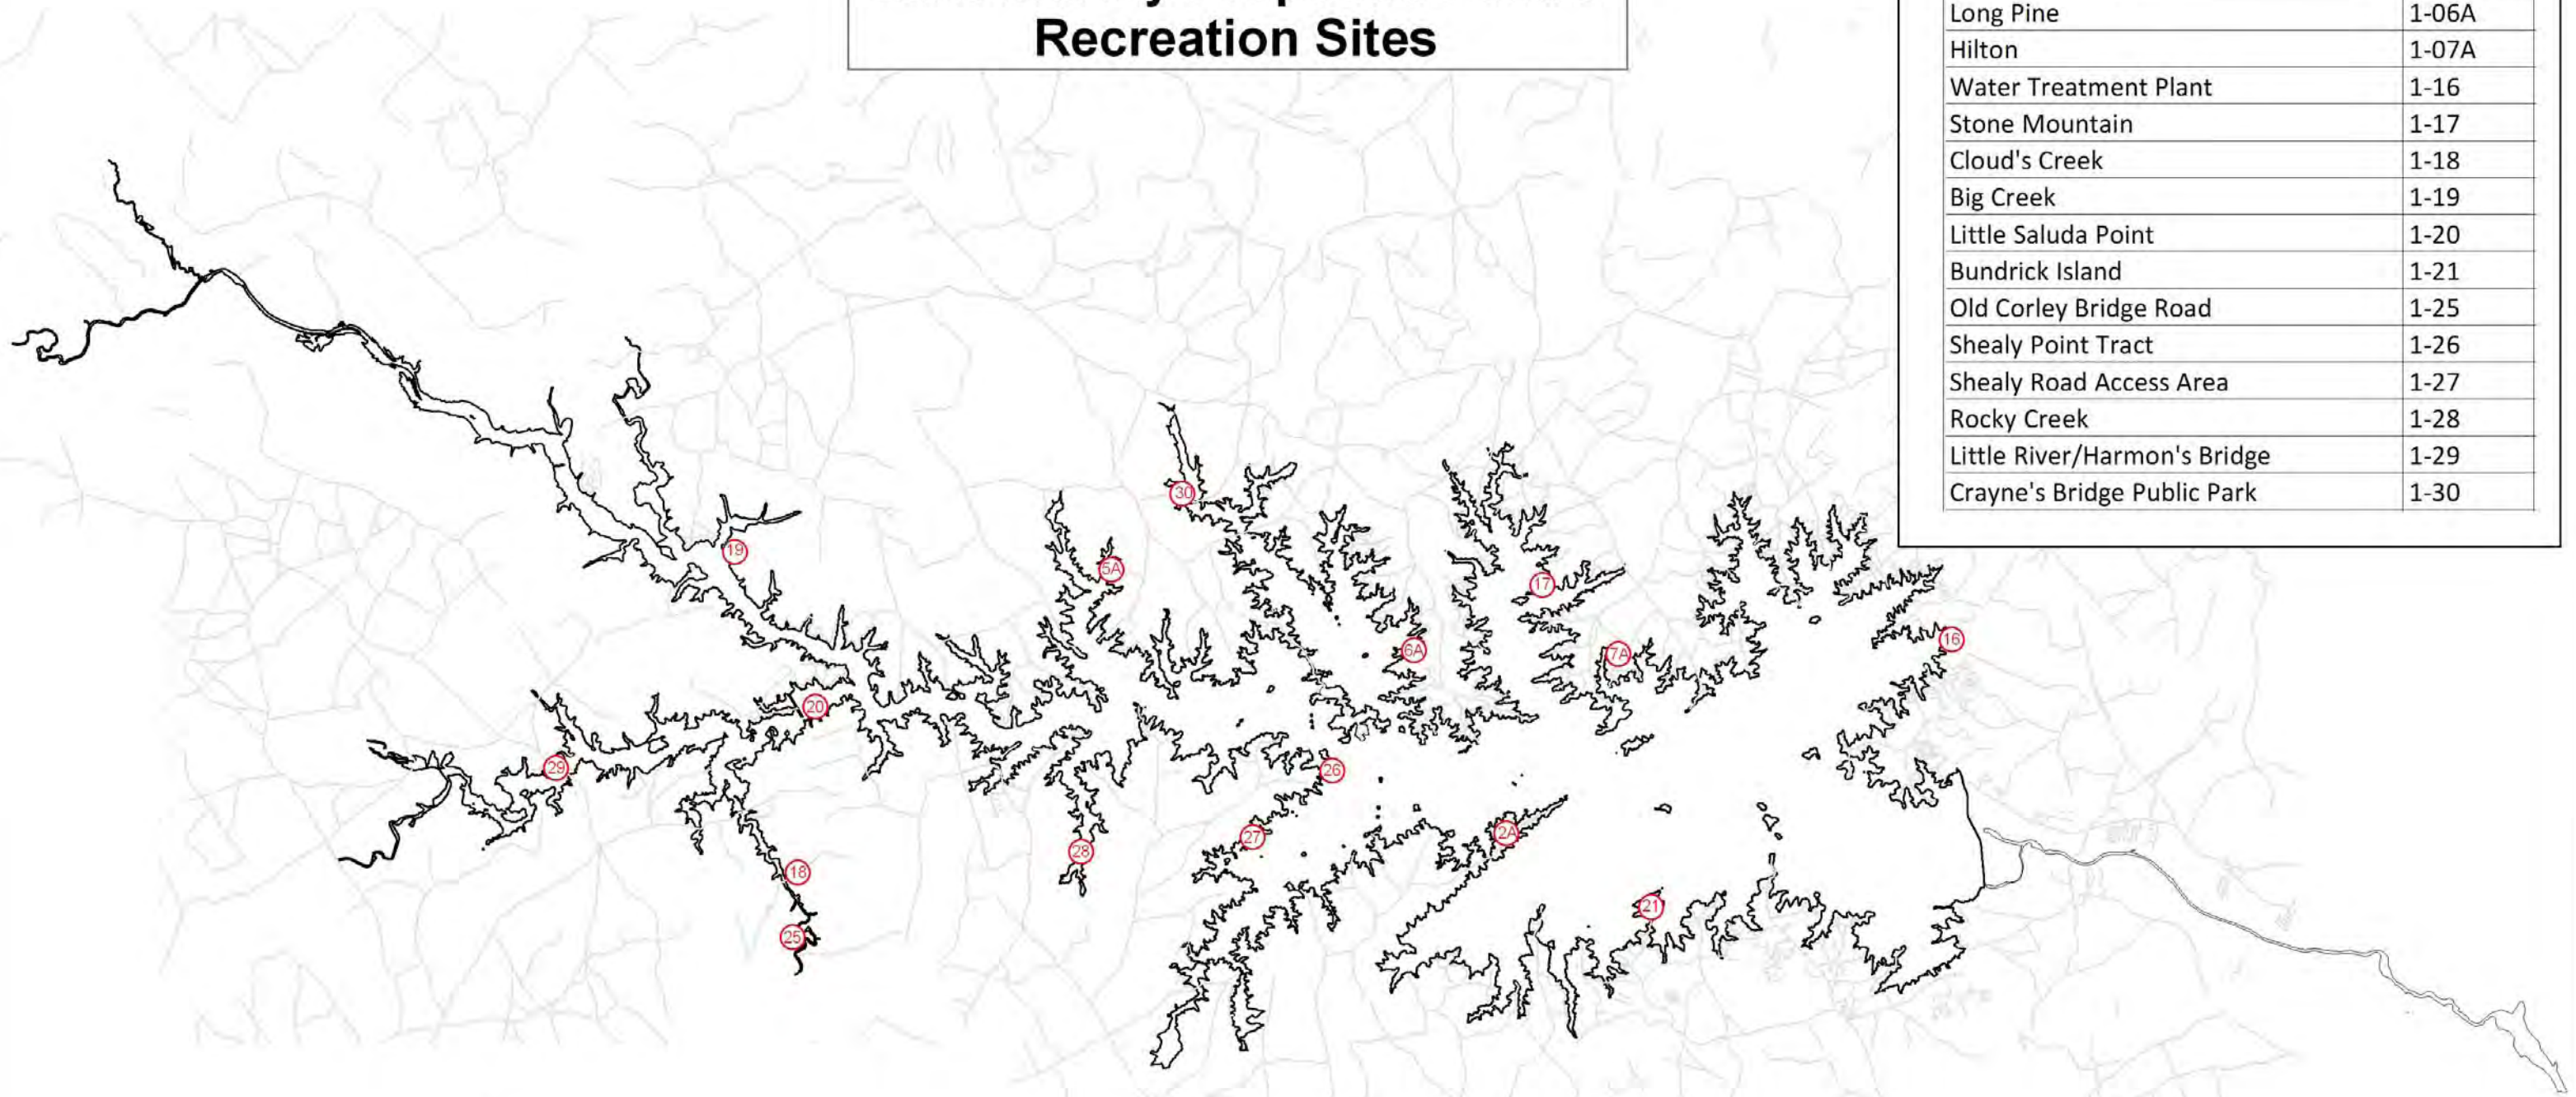 Recreation Sites
Long Pine 1-06A
Hilton 1-07A
Water Treatment Plant 1-16
Stone Mountain 1-17
Cloud's Creek 1-18
Big Creek 1-19
Little Saluda Point 1-20
Bundrick Island 1-21
Old Corley Bridge Road 1-25
Shealy Point Tract 1-26
Shealy Road Access Area 1-27
Rocky Creek 1-28
Little River/Harmon's Bridge 1-29
Crayne's Bridge Public Park 1-30
30
19
5A
17
16
6A
7A
20
29
26
2A
27
28
18
21
25